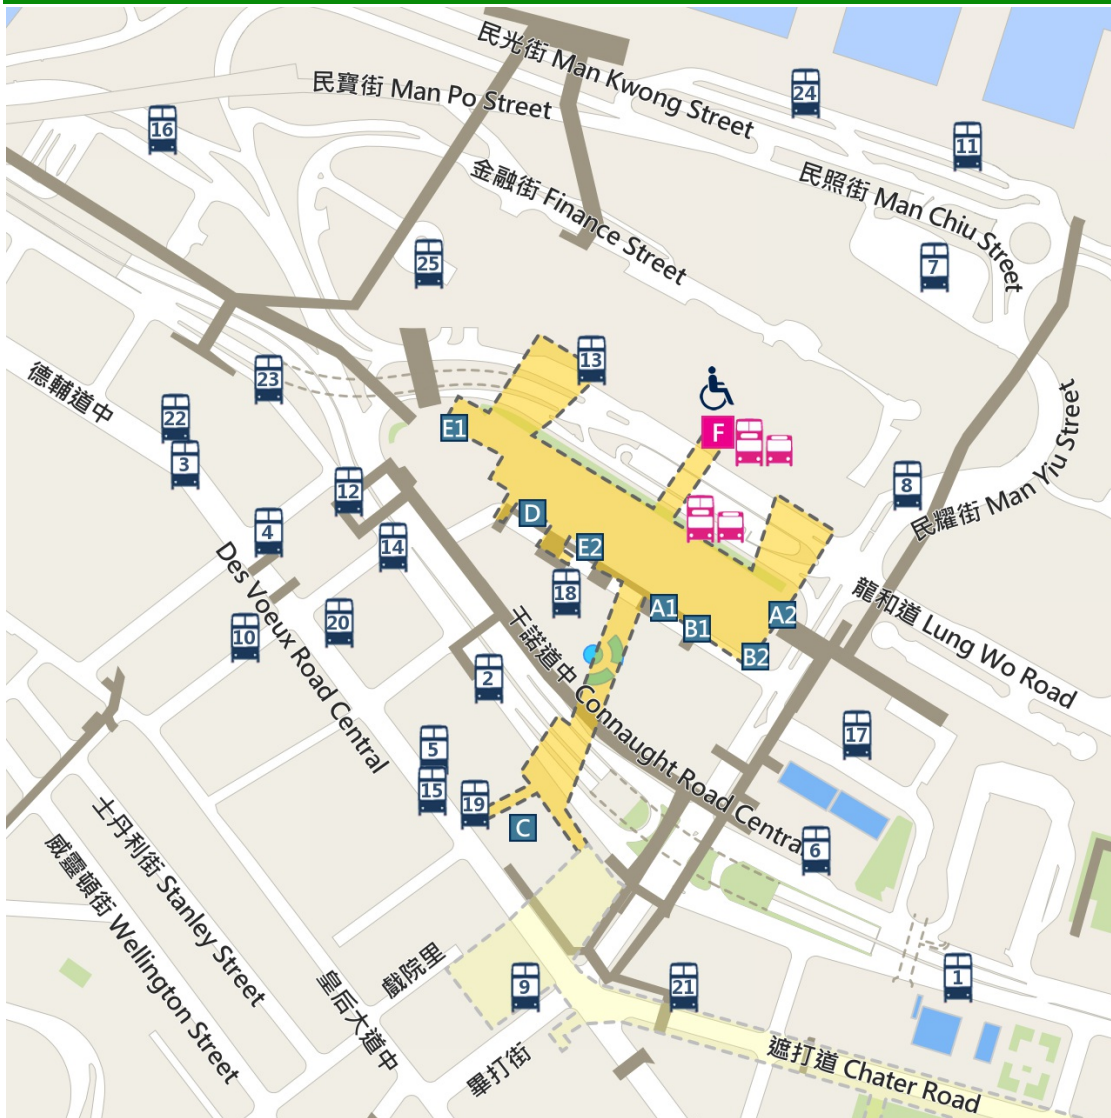 民光街 Man Kwong Street
民寶街 Man Po Street
24
16
11
金融街 Finance Street
民照街 Man Chiu Street
25
7
13
德輔道中
23
22
E1
F
民耀街 Man Yiu Street
3
12
8
4
D
14
E2
龍和道 Lung Wo Road
18
A1
A2
B1
B2
10
20
Des Voeux Road Central
干諾道中 Connaught Road Central
2
17
5
15
19
C
6
士丹利街 Stanley Street
威靈頓街 Wellington Street
皇后大道中
戲院里
9
21
1
畢打街
遮打道 Chater Road